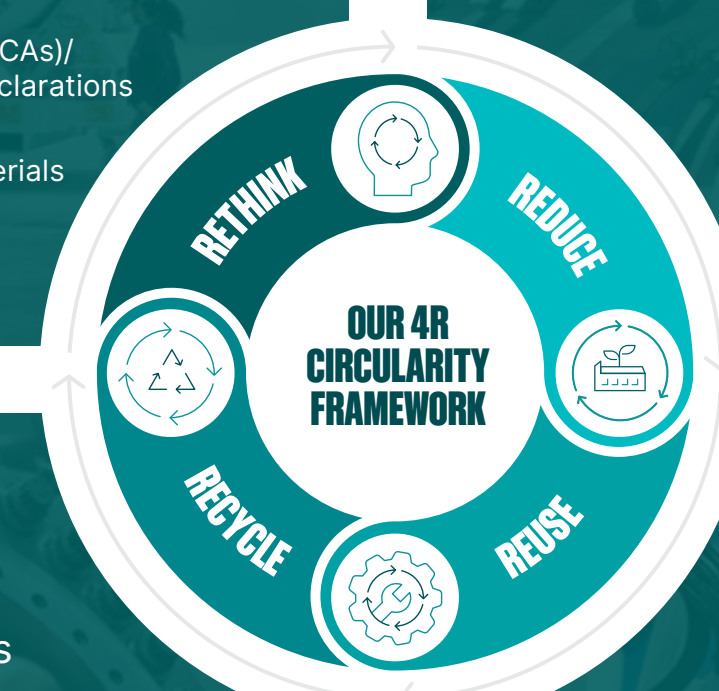 CAs)/
clarations
erials
RETHINK
REDUCE
OUR 4R
CIRCULARITY
FRAMEWORK
RECYCLE
REUSE
s